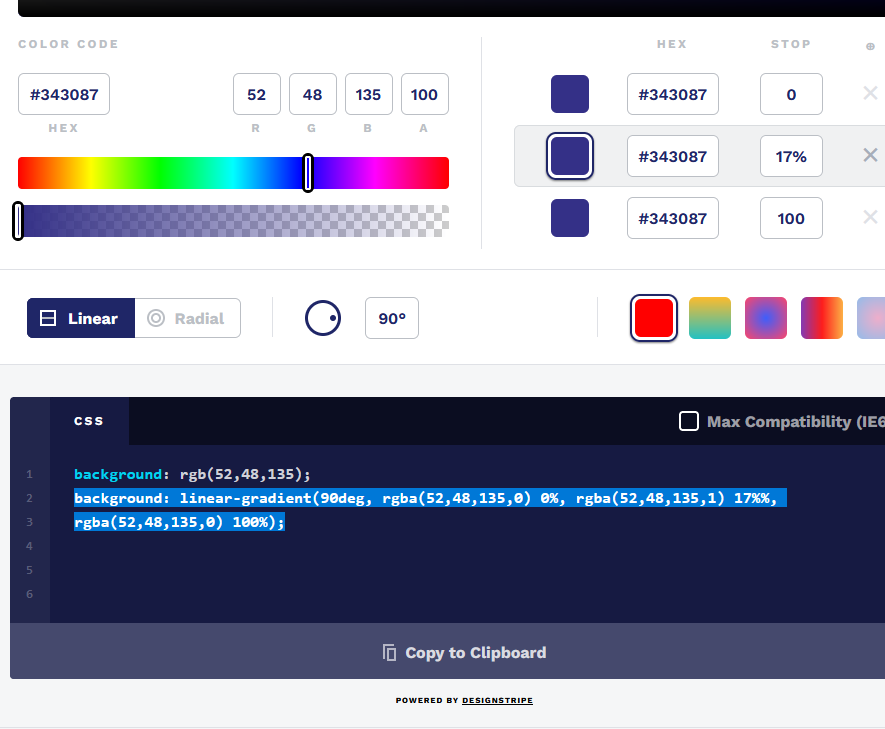 COLOR CODE
HEX STOP
#343087 52 48 135 100
#343087 0
HEX R G B A
#343087 17%
#343087 100
Linear Radial 90°
CSS
Max Compatibility (IE6
1 background: rgb(52,48,135);
2 background: linear-gradient(90deg, rgba(52,48,135,0) 0%, rgba(52,48,135,1) 17%%,
3 rgba(52,48,135,0) 100%);
4
5
6
Copy to Clipboard
POWERED BY DESIGNSTRIPE